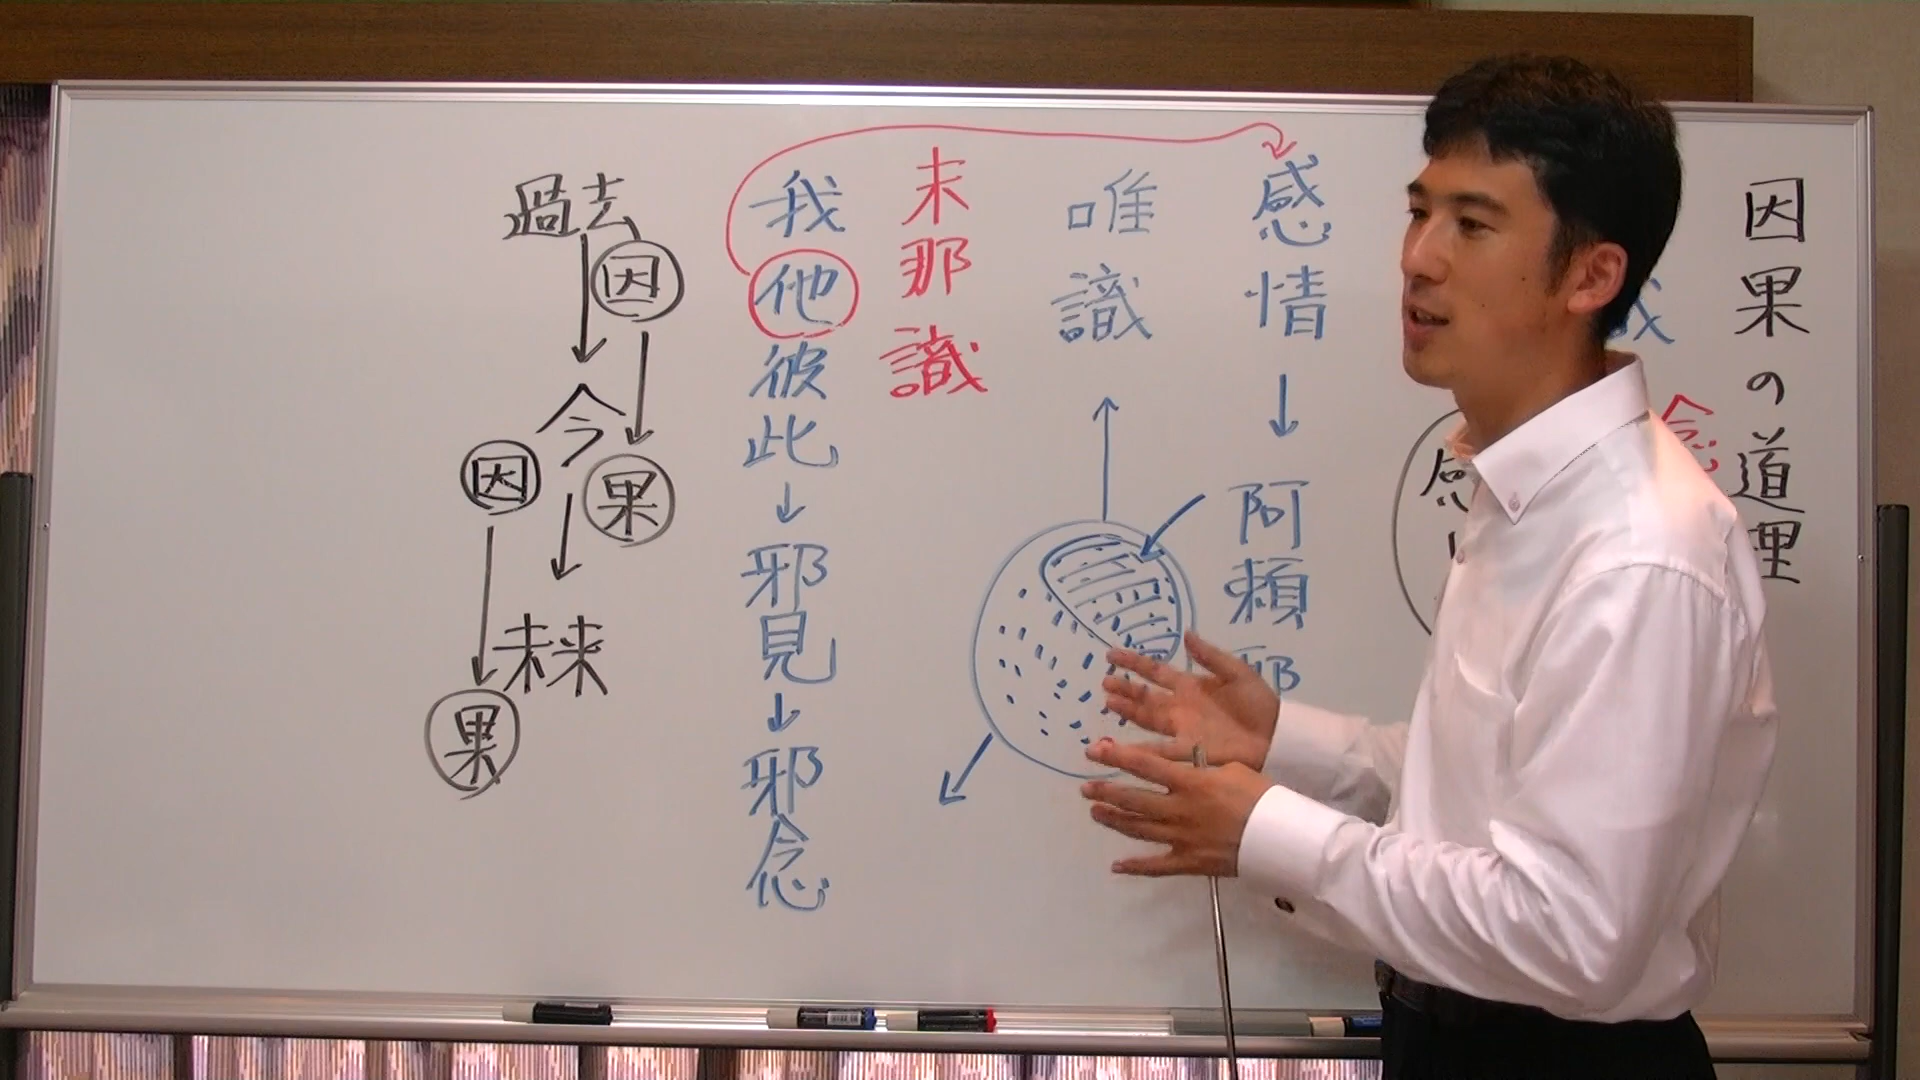 因果の道理
感情
阿頼耶
唯識
末那識
我他彼此
邪見
邪念
過去
因
今
果
因
未来
果